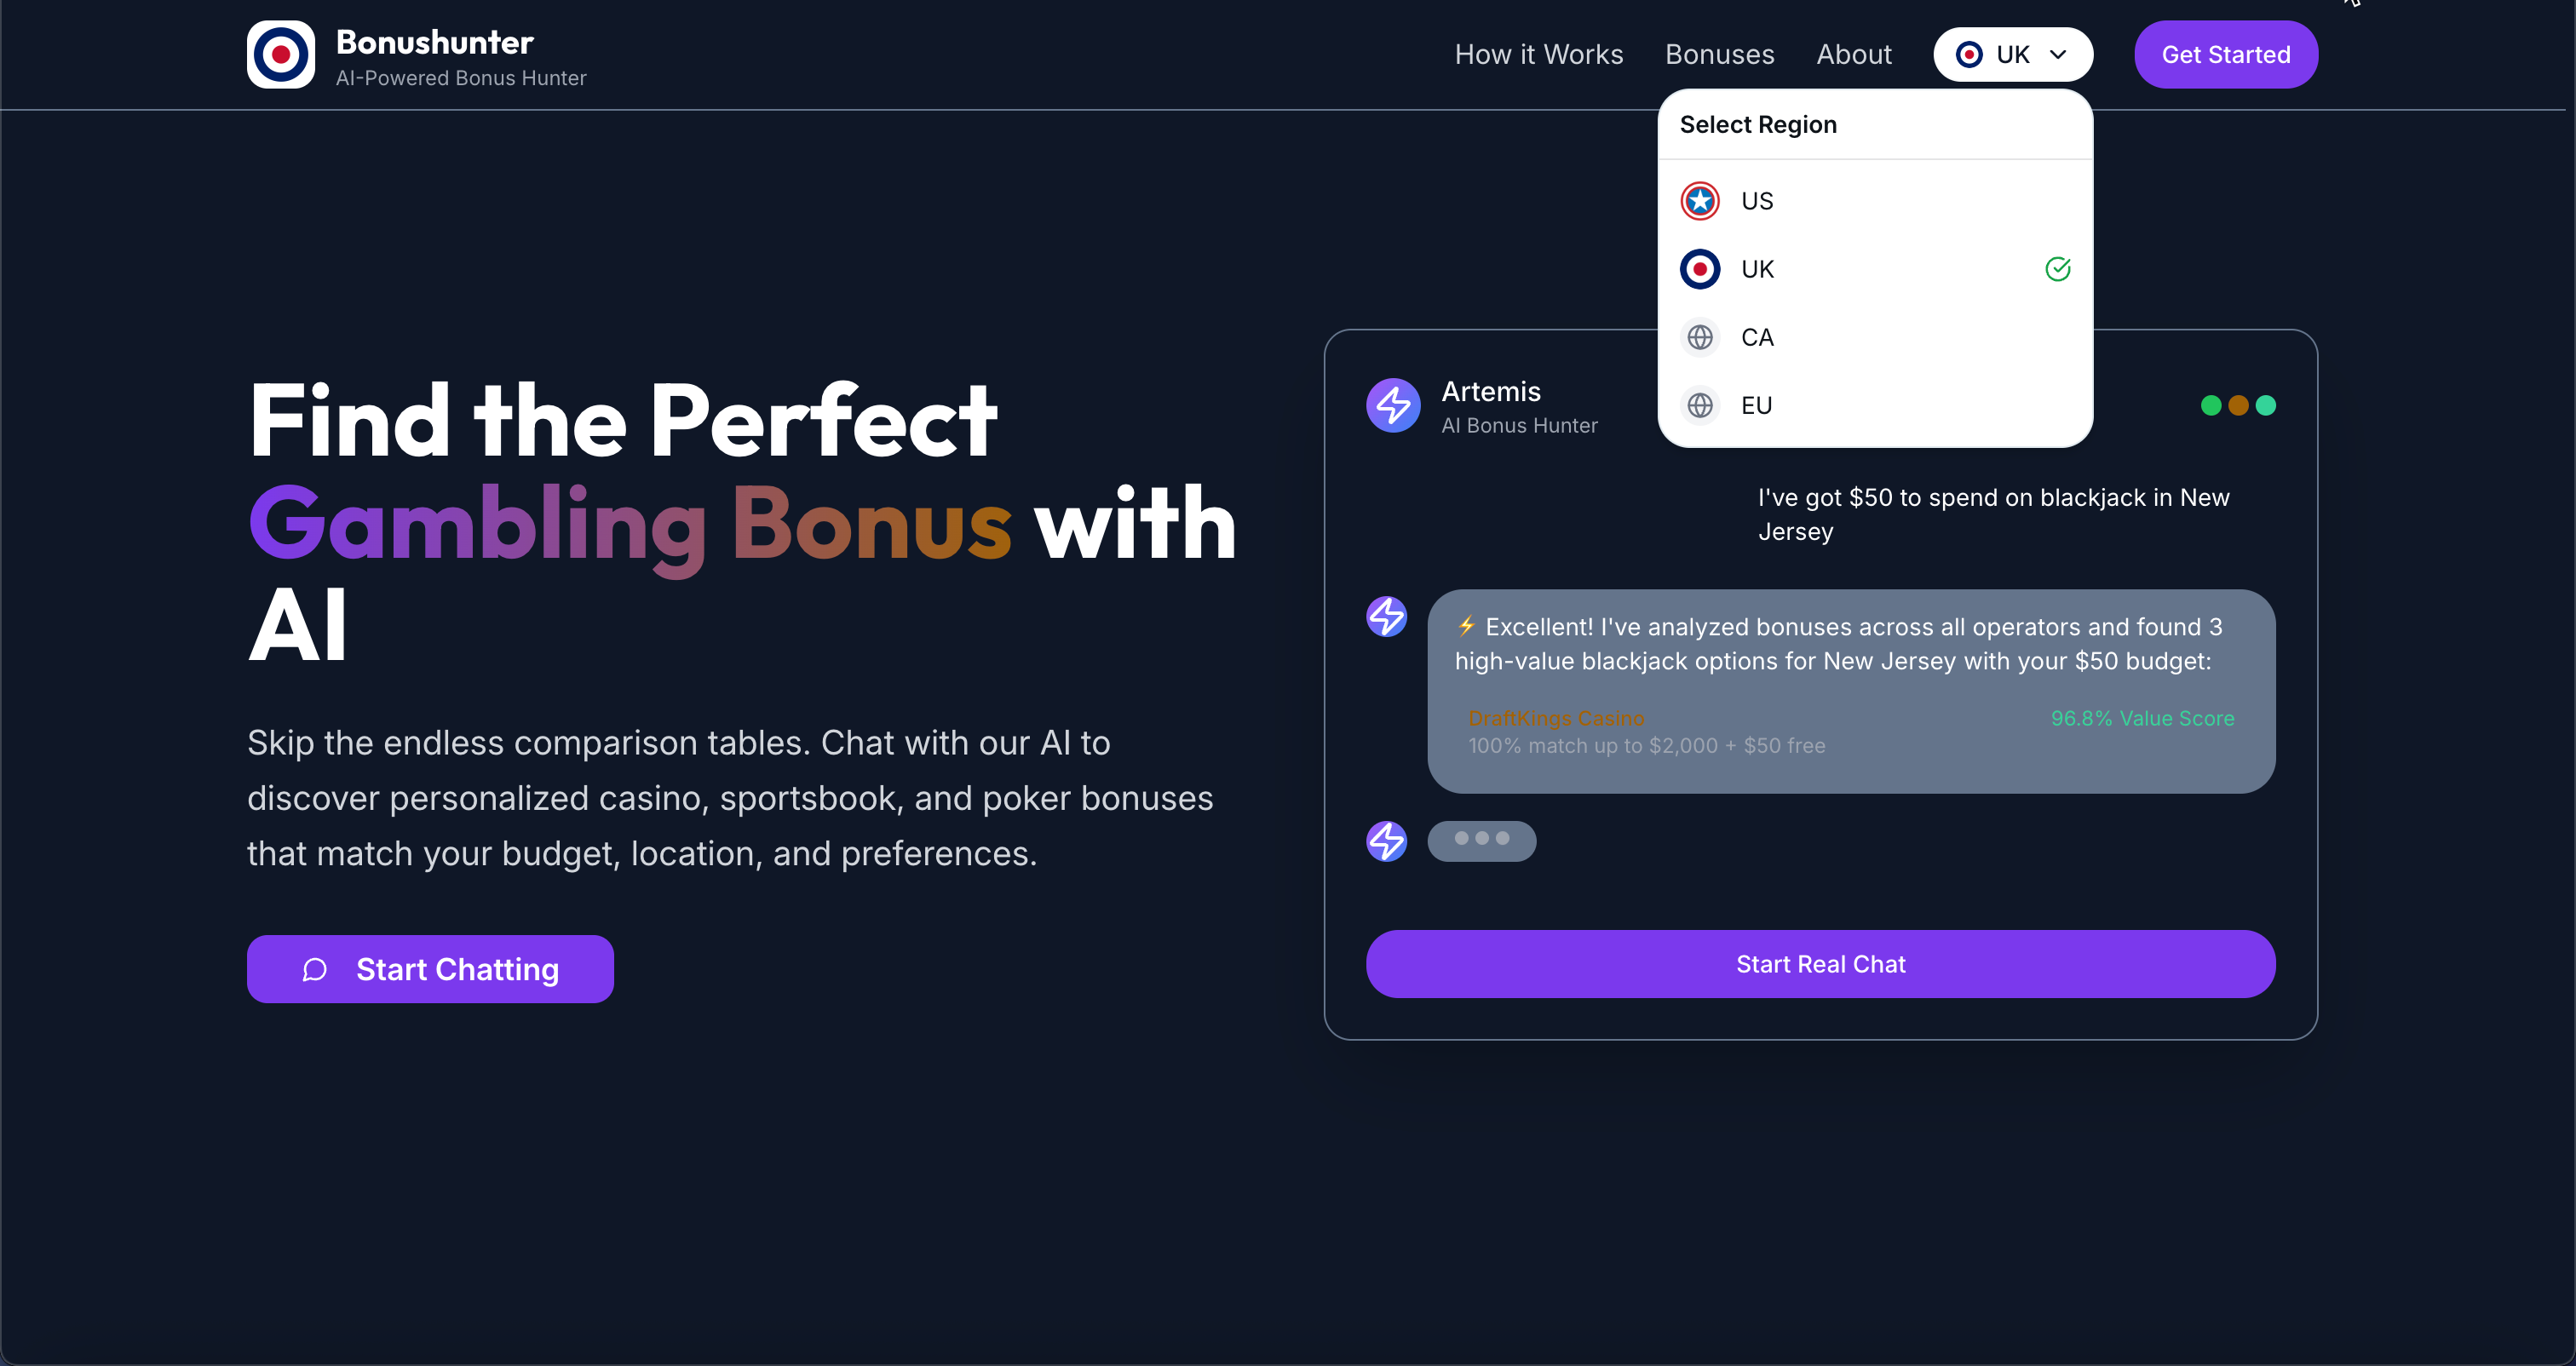 Bonushunter
AI-Powered Bonus Hunter
How it Works
Bonuses
About
UK
Get Started
Select Region
US
UK
CA
EU
Find the Perfect
Gambling Bonus with
AI
Skip the endless comparison tables. Chat with our AI to
discover personalized casino, sportsbook, and poker bonuses
that match your budget, location, and preferences.
Start Chatting
Artemis
AI Bonus Hunter
I've got $50 to spend on blackjack in New
Jersey
⚡ Excellent! I've analyzed bonuses across all operators and found 3
high-value blackjack options for New Jersey with your $50 budget:
DraftKings Casino
96.8% Value Score
100% match up to $2,000 + $50 free
Start Real Chat